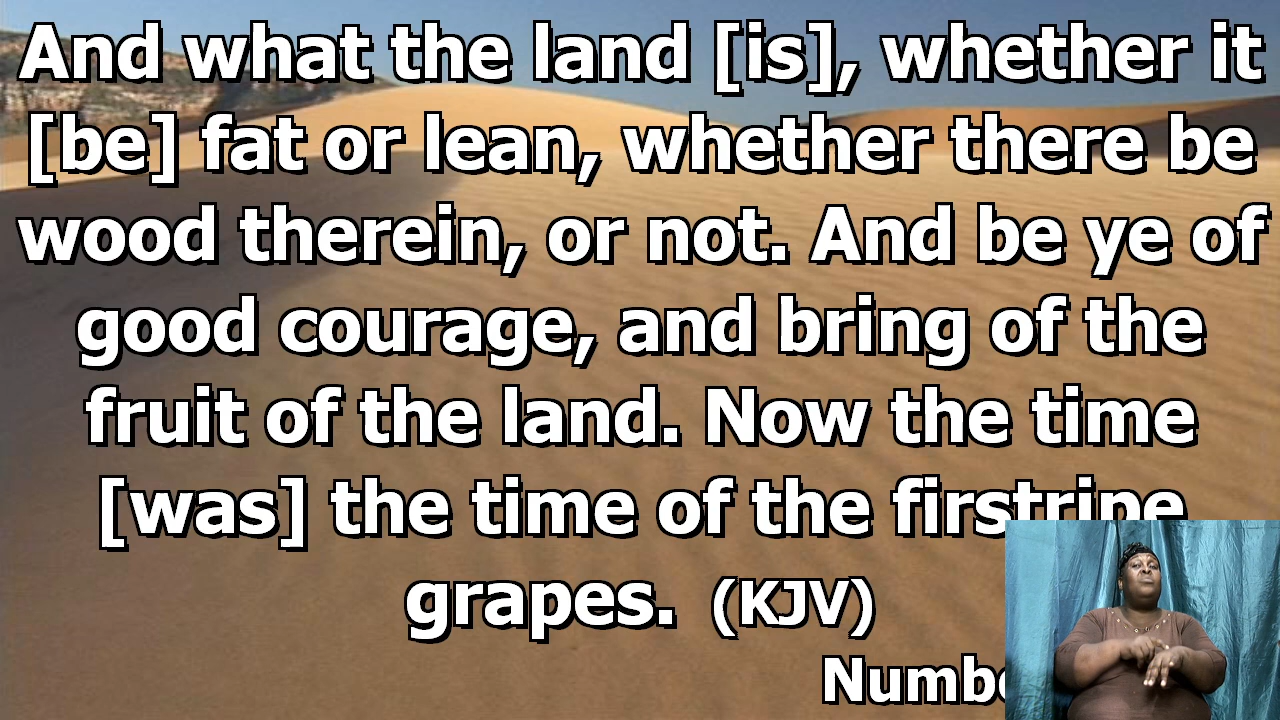 And what the land [is], whether it
[be] fat or lean, whether there be
wood therein, or not. And be ye of
good courage, and bring of the
fruit of the land. Now the time
[was] the time of the firstripe
grapes. (KJV)